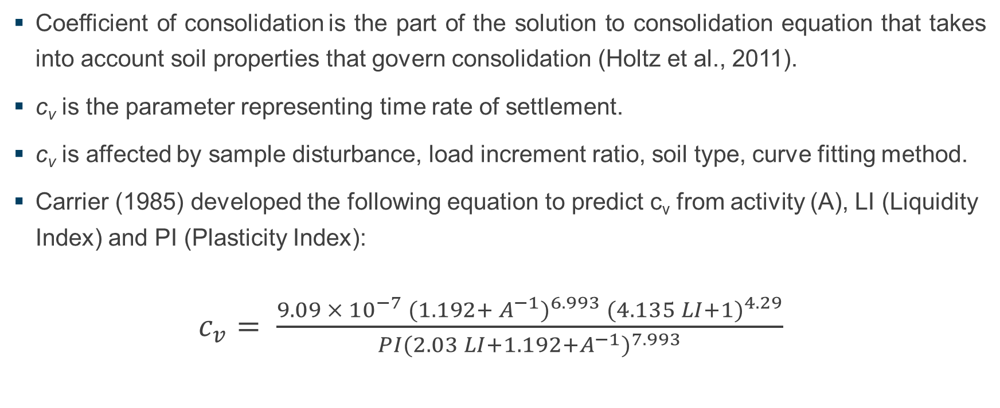 ▪ Coefficient of consolidation is the part of the solution to consolidation equation that takes
into account soil properties that govern consolidation (Holtz et al., 2011).
▪ cᵥ is the parameter representing time rate of settlement.
▪ cᵥ is affected by sample disturbance, load increment ratio, soil type, curve fitting method.
▪ Carrier (1985) developed the following equation to predict cᵥ from activity (A), LI (Liquidity
Index) and PI (Plasticity Index):
c_v = \frac{9.09 × 10^{−7} (1.192+ A^{−1})^{6.993} (4.135 LI+1)^{4.29}}{PI(2.03 LI+1.192+A^{−1})^{7.993}}